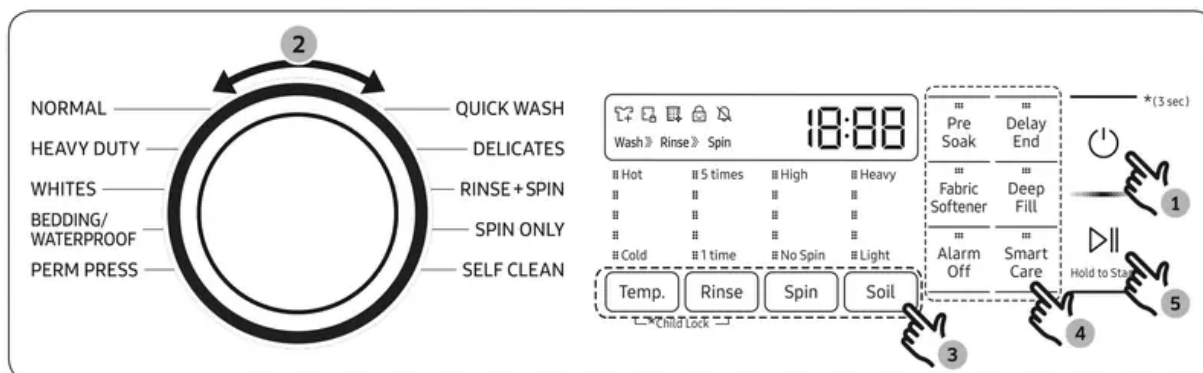 2
NORMAL
HEAVY DUTY
WHITES
BEDDING/
WATERPROOF
PERM PRESS
QUICK WASH
DELICATES
RINSE + SPIN
SPIN ONLY
SELF CLEAN
18:88
Wash » Rinse » Spin
Hot 5 times High Heavy
Cold 1 time No Spin Light
Temp. Rinse Spin Soil
*Child Lock
3
Pre
Soak
Delay
End
Fabric
Softener
Deep
Fill
Alarm
Off
Smart
Care
4
*(3 sec)
1
Hold to
5